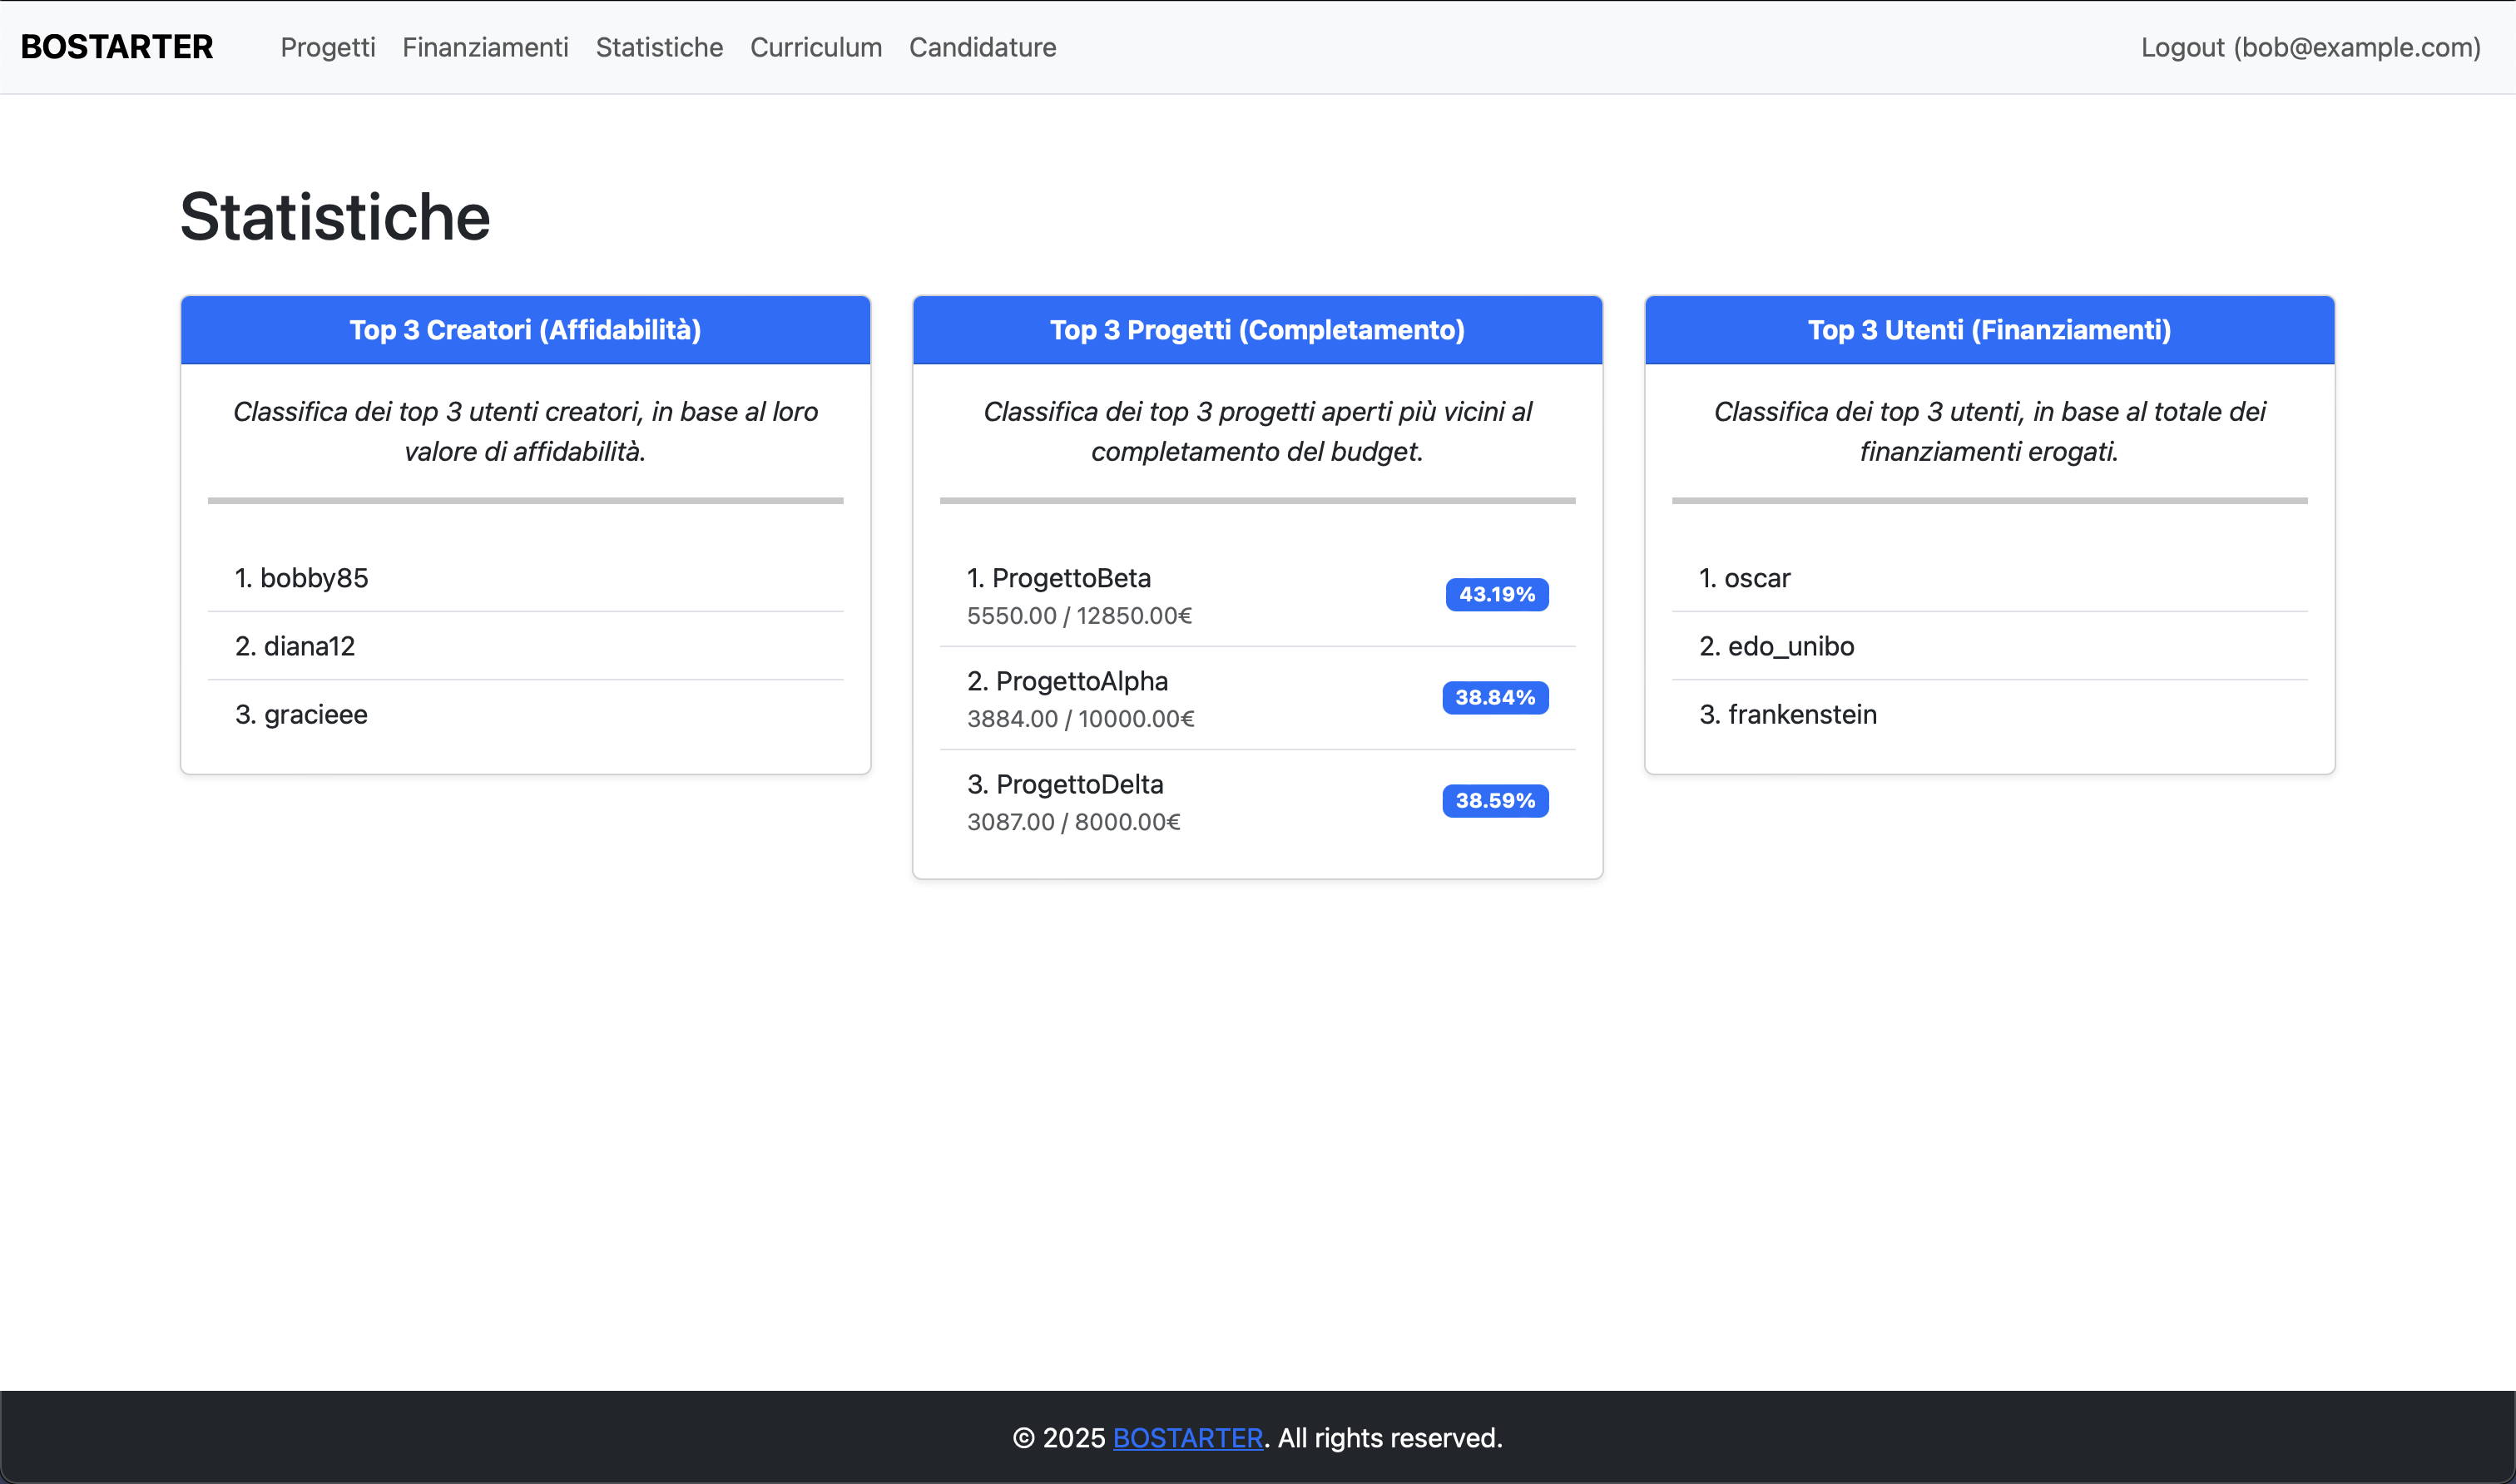 BOSTARTER Progetti Finanziamenti Statistiche Curriculum Candidature Logout (bob@example.com)
Statistiche
Top 3 Creatori (Affidabilità)
Classifica dei top 3 utenti creatori, in base al loro
valore di affidabilità.
1. bobby85
2. diana12
3. gracieee
Top 3 Progetti (Completamento)
Classifica dei top 3 progetti aperti più vicini al
completamento del budget.
1. ProgettoBeta
5550.00 / 12850.00€
43.19%
2. ProgettoAlpha
3884.00 / 10000.00€
38.84%
3. ProgettoDelta
3087.00 / 8000.00€
38.59%
Top 3 Utenti (Finanziamenti)
Classifica dei top 3 utenti, in base al totale dei
finanziamenti erogati.
1. oscar
2. edo_unibo
3. frankenstein
© 2025 BOSTARTER. All rights reserved.